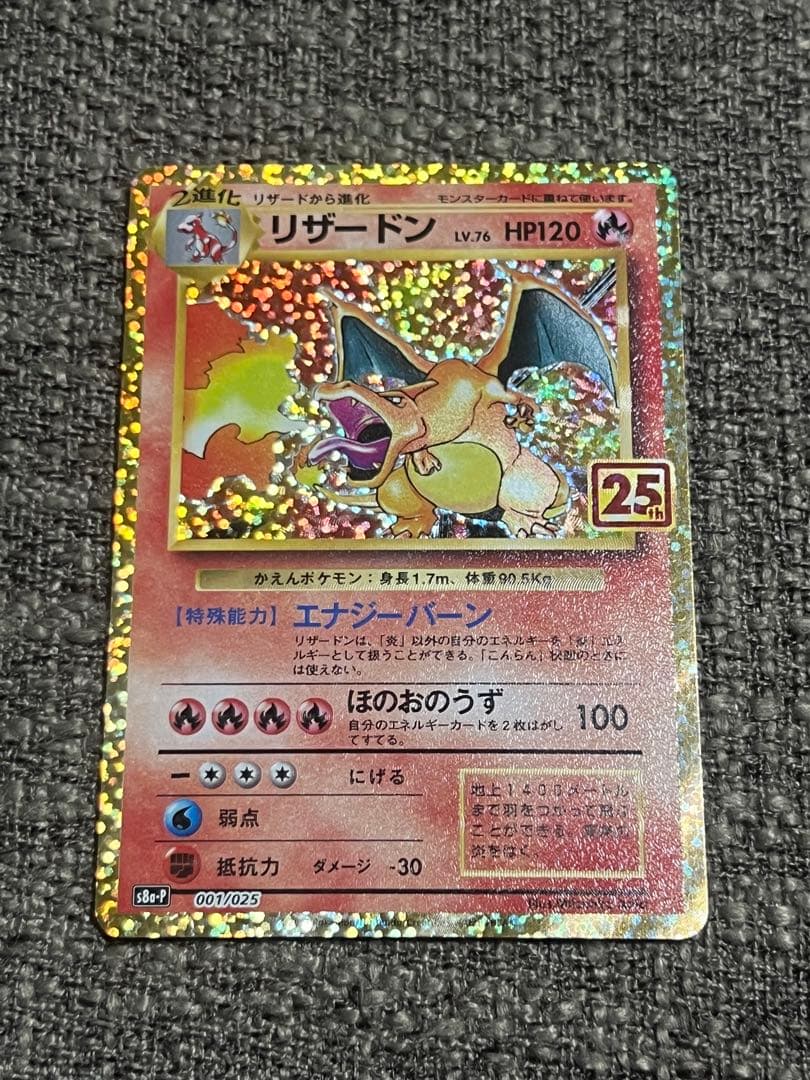 2進化 リザードから進化 モンスターカードに重ねて使います。
リザードン LV.76 HP120
25th
かえんポケモン：身長1.7m、体重90.5Kg
【特殊能力】エナジーバーン
リザードンは、「炎」以外の自分のエネルギーを「炎」エネ
ルギーとして扱うことができる。「こんらん」状態のときに
は使えない。
ほのおのうず 100
自分のエネルギーカードを2枚はがし
てすてる。
にげる
弱点
抵抗力 ダメージ -30
地上1400メートル
まで羽をつかって飛ぶ
ことができる。
炎をはく。
s8a-P 001/025